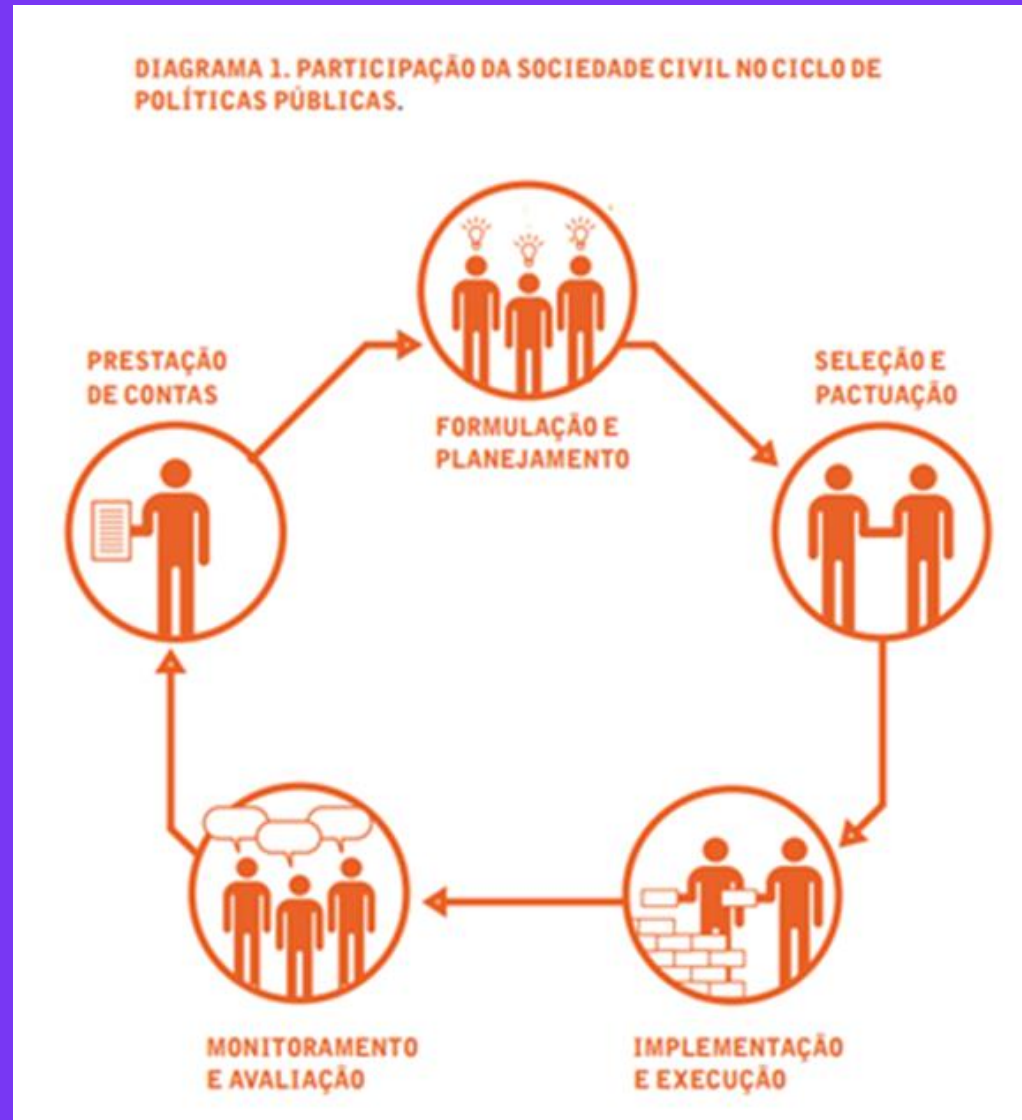 DIAGRAMA 1. PARTICIPAÇÃO DA SOCIEDADE CIVIL NO CICLO DE
POLÍTICAS PÚBLICAS.
PRESTAÇÃO
DE CONTAS
FORMULAÇÃO E
PLANEJAMENTO
SELEÇÃO E
PACTUAÇÃO
MONITORAMENTO
E AVALIAÇÃO
IMPLEMENTAÇÃO
E EXECUÇÃO